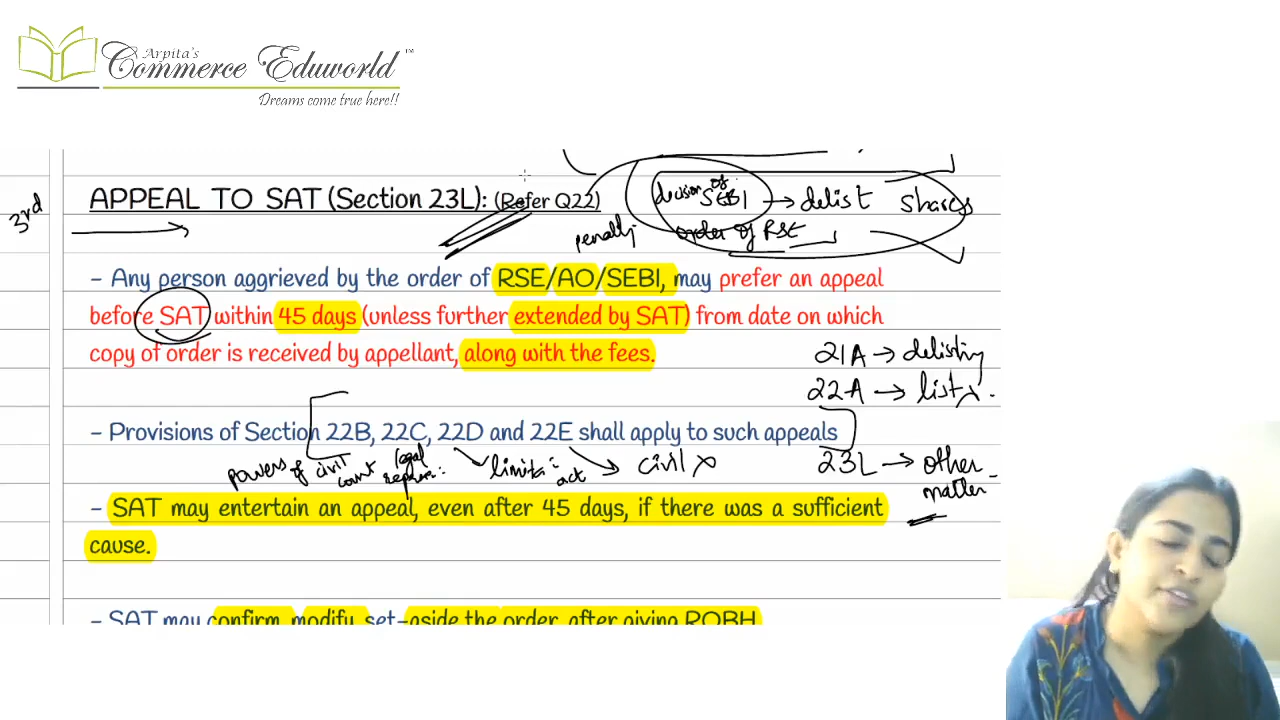 Arpita's
Commerce Eduworld™
Dreams come true here!!
3rd
APPEAL TO SAT (Section 23L): (Refer Q22)
decision of SEBI → delist shares
penalty order of RSE
- Any person aggrieved by the order of RSE/AO/SEBI, may prefer an appeal
before SAT within 45 days (unless further extended by SAT) from date on which
copy of order is received by appellant, along with the fees.
21A → delisting
22A → list x.
- Provisions of Section 22B, 22C, 22D and 22E shall apply to such appeals
powers of civil court legal limita: act civil x
23L → other matter
- SAT may entertain an appeal, even after 45 days, if there was a sufficient
cause.
- SAT may confirm, modify, set-aside the order, after giving ROBH